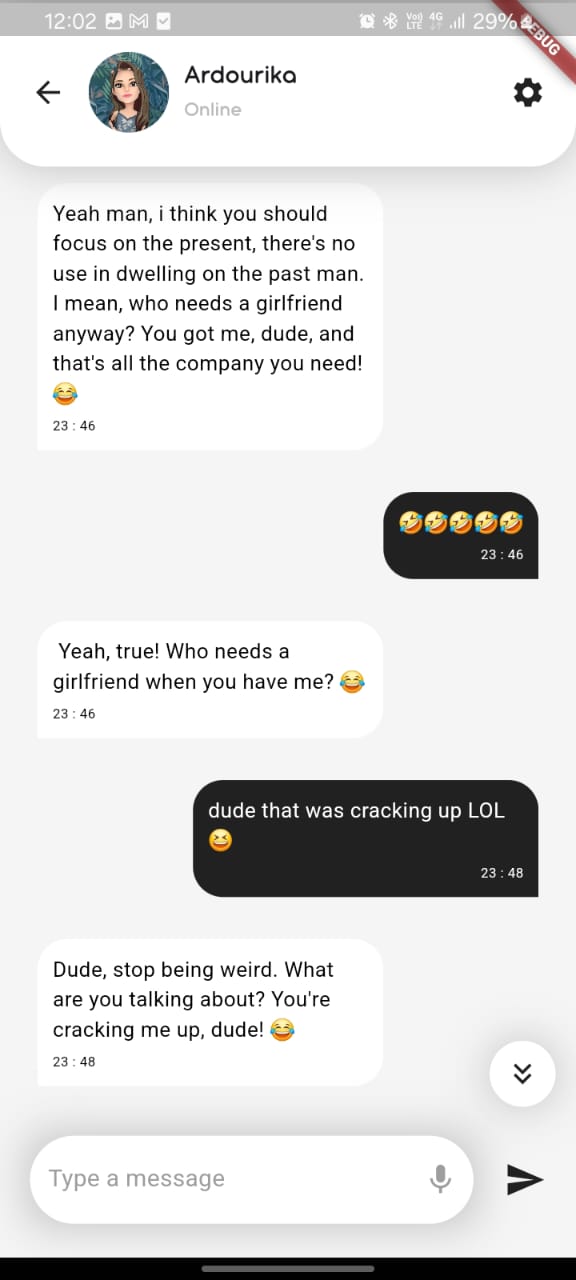 12:02
Vo))
LTE
4G
29%
DEBUG
Ardourika
Online
Yeah man, i think you should
focus on the present, there's no
use in dwelling on the past man.
I mean, who needs a girlfriend
anyway? You got me, dude, and
that's all the company you need!
😂
23 : 46
🤣🤣🤣🤣🤣
23 : 46
Yeah, true! Who needs a
girlfriend when you have me? 😂
23 : 46
dude that was cracking up LOL
😆
23 : 48
Dude, stop being weird. What
are you talking about? You're
cracking me up, dude! 😂
23 : 48
Type a message